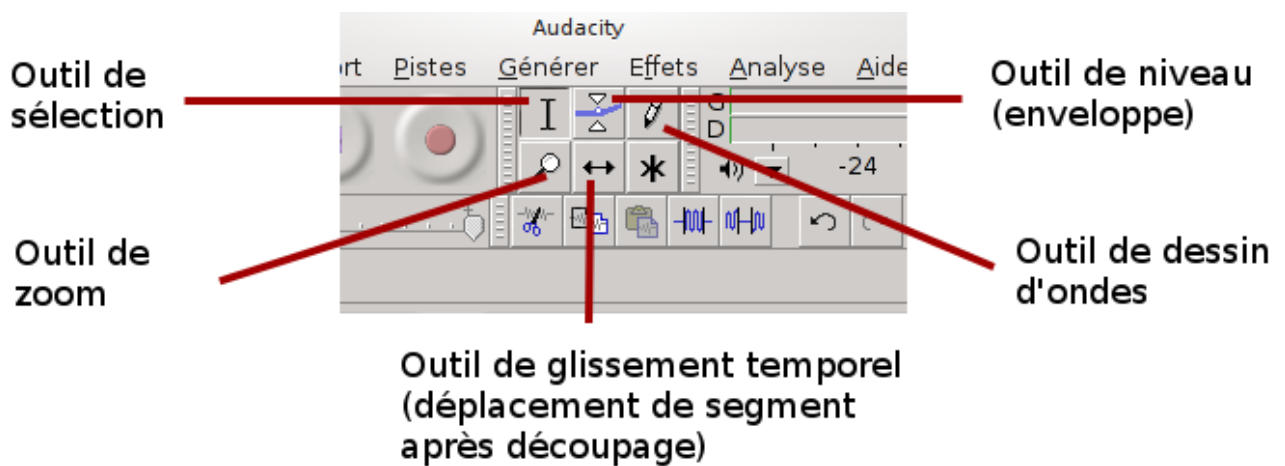 Audacity
Pistes Générer Effets Analyse Aide
Outil de
sélection
Outil de niveau
(enveloppe)
G
D
-24
Outil de
zoom
Outil de dessin
d'ondes
Outil de glissement temporel
(déplacement de segment
après découpage)